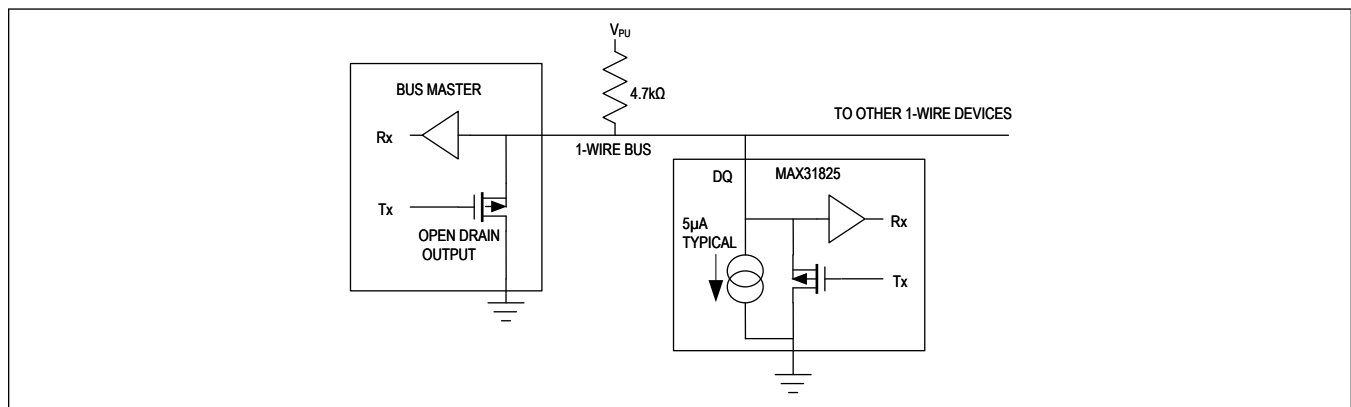 VPU
BUS MASTER
4.7kΩ
TO OTHER 1-WIRE DEVICES
Rx
1-WIRE BUS
DQ
MAX31825
Tx
5µA
TYPICAL
Rx
OPEN DRAIN
OUTPUT
Tx